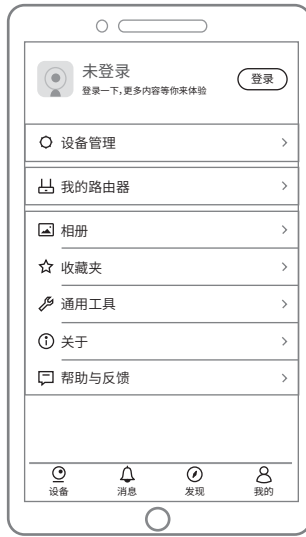 未登录
登录一下,更多内容等你来体验
登录
设备管理
我的路由器
相册
收藏夹
通用工具
关于
帮助与反馈
设备 消息 发现 我的